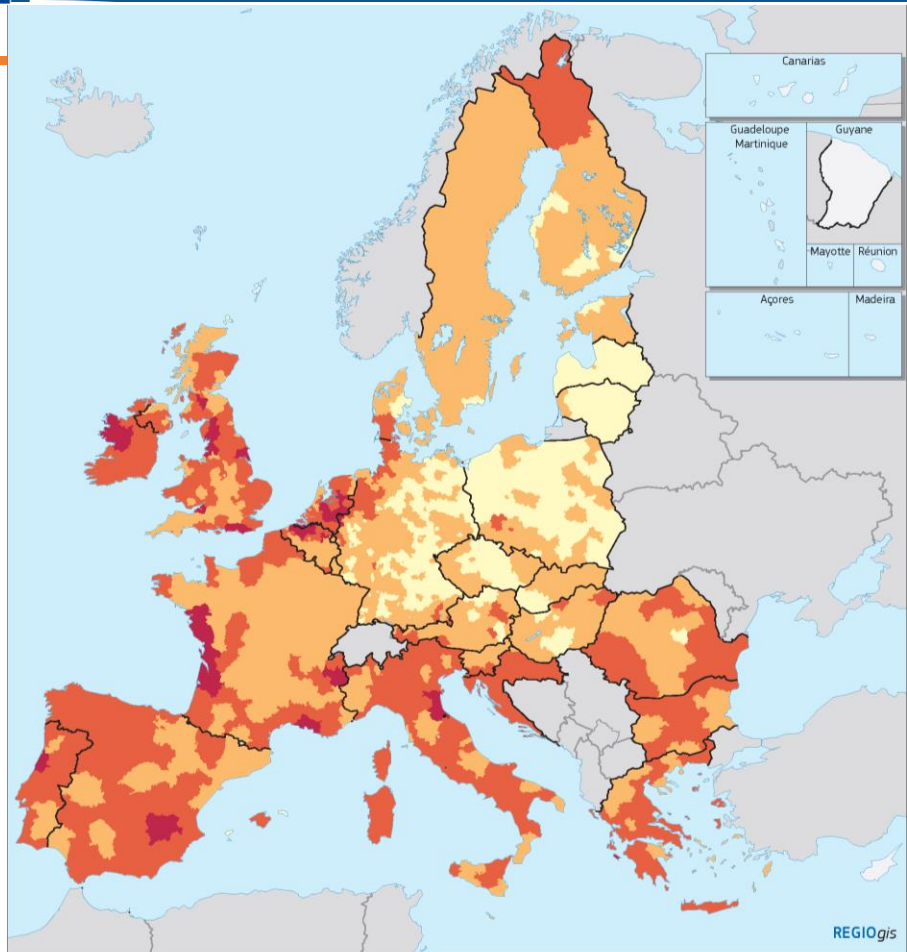 Canarias
Guadeloupe
Martinique
Guyane
Mayotte
Réunion
Açores
Madeira
REGIOgis